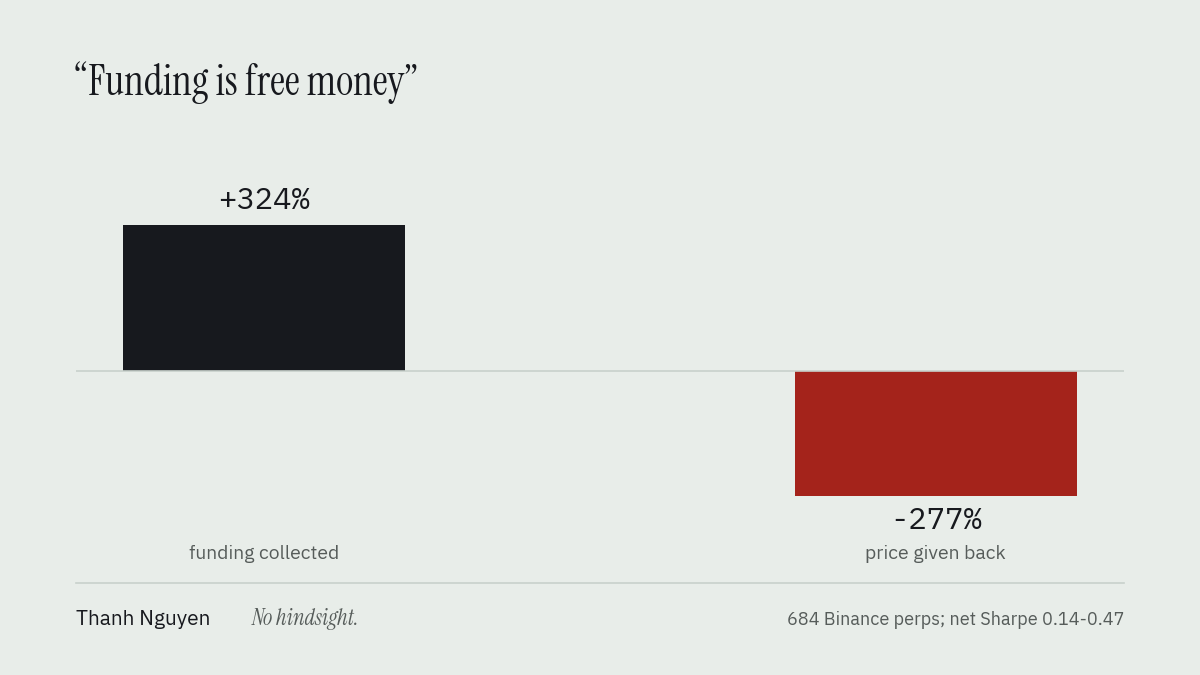 “Funding is free money”
+324%
-277%
funding collected
price given back
Thanh Nguyen
No hindsight.
684 Binance perps; net Sharpe 0.14-0.47